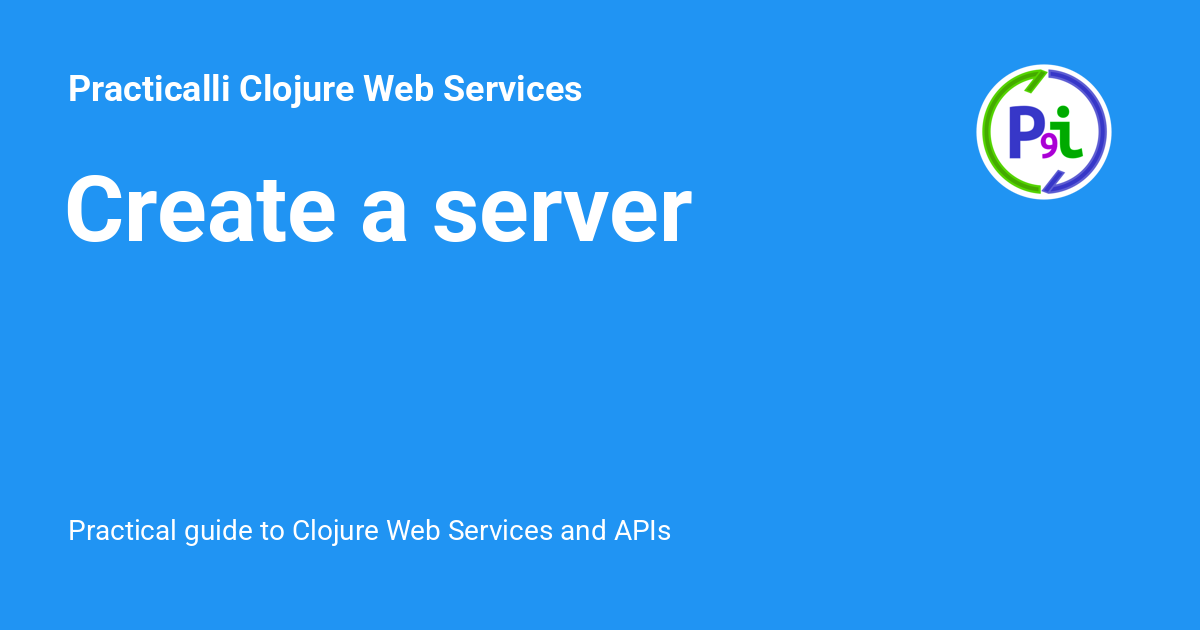 Practicalli Clojure Web Services
P9i
Create a server
Practical guide to Clojure Web Services and APIs